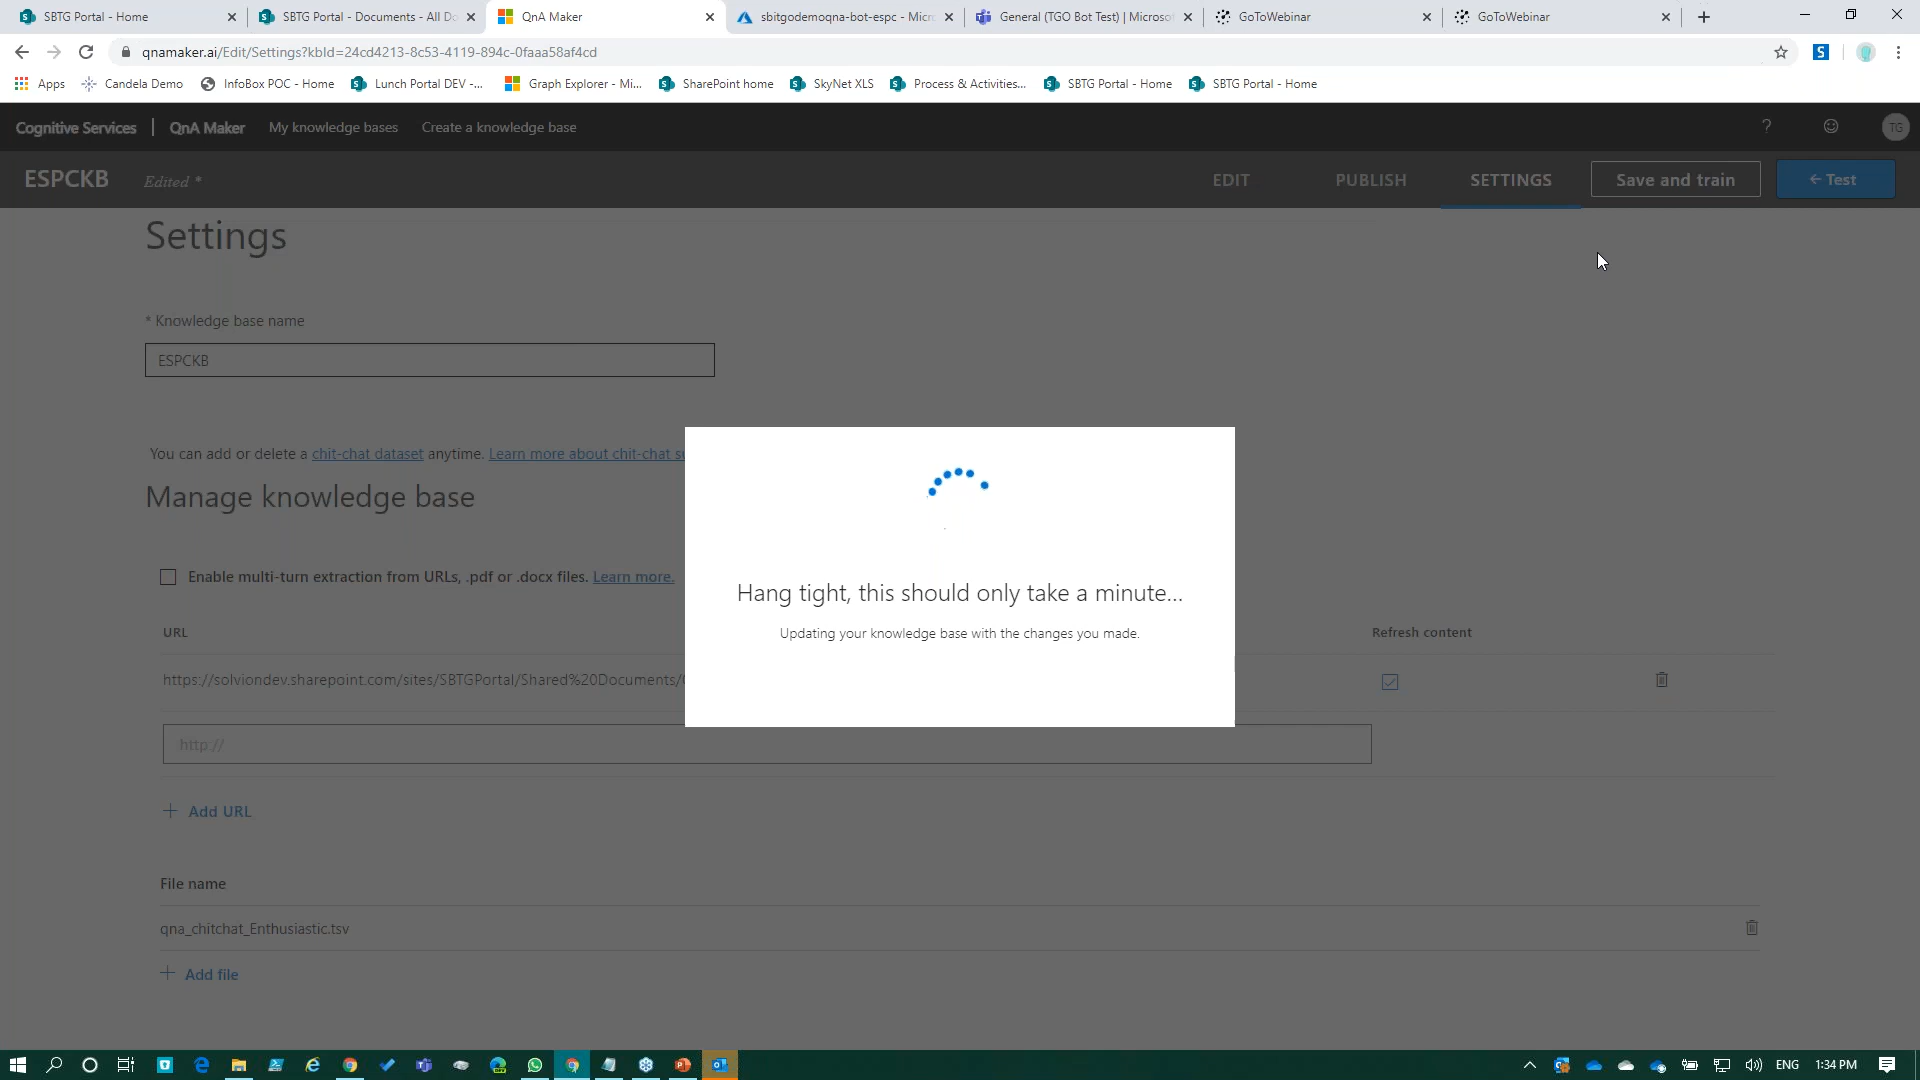 SBTG Portal - Home
SBTG Portal - Documents - All Do
QnA Maker
sbitgodemoqna-bot-espc - Micr
General (TGO Bot Test) | Microso
GoToWebinar
GoToWebinar
qnamaker.ai/Edit/Settings?kbId=24cd4213-8c53-4119-894c-0faaa58af4cd
Apps
Candela Demo
InfoBox POC - Home
Lunch Portal DEV -...
Graph Explorer - Mi...
SharePoint home
SkyNet XLS
Process & Activities...
SBTG Portal - Home
SBTG Portal - Home
Cognitive Services | QnA Maker
My knowledge bases
Create a knowledge base
?
TG
ESPCKB
Edited *
EDIT
PUBLISH
SETTINGS
Save and train
← Test
Settings
* Knowledge base name
ESPCKB
You can add or delete a chit-chat dataset anytime. Learn more about chit-chat su
Manage knowledge base
Enable multi-turn extraction from URLs, .pdf or .docx files. Learn more.
Hang tight, this should only take a minute...
Updating your knowledge base with the changes you made.
URL
Refresh content
https://solviondev.sharepoint.com/sites/SBTGPortal/Shared%20Documents/
http://
+ Add URL
File name
qna_chitchat_Enthusiastic.tsv
+ Add file
ENG
1:34 PM